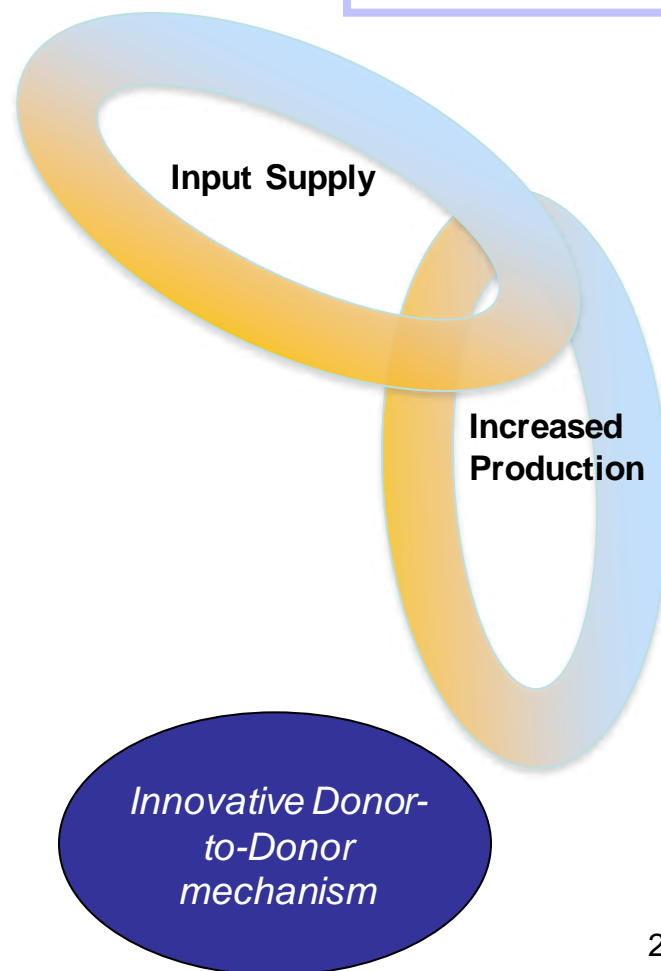 Input Supply
Increased
Production
Innovative Donor-
to-Donor
mechanism
2